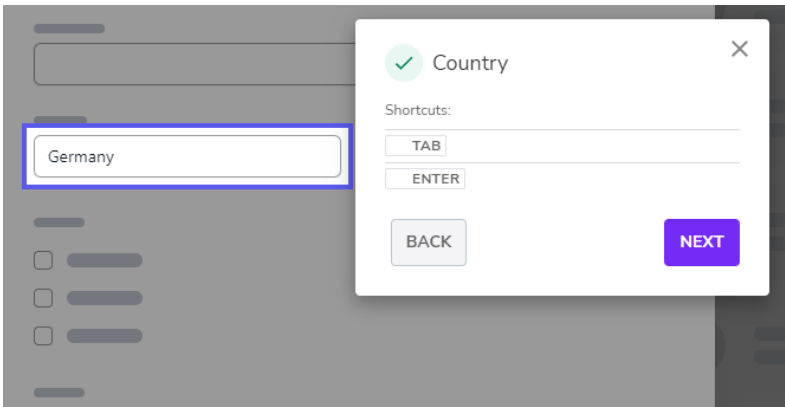 Country
Shortcuts:
TAB
Germany
ENTER
BACK
NEXT